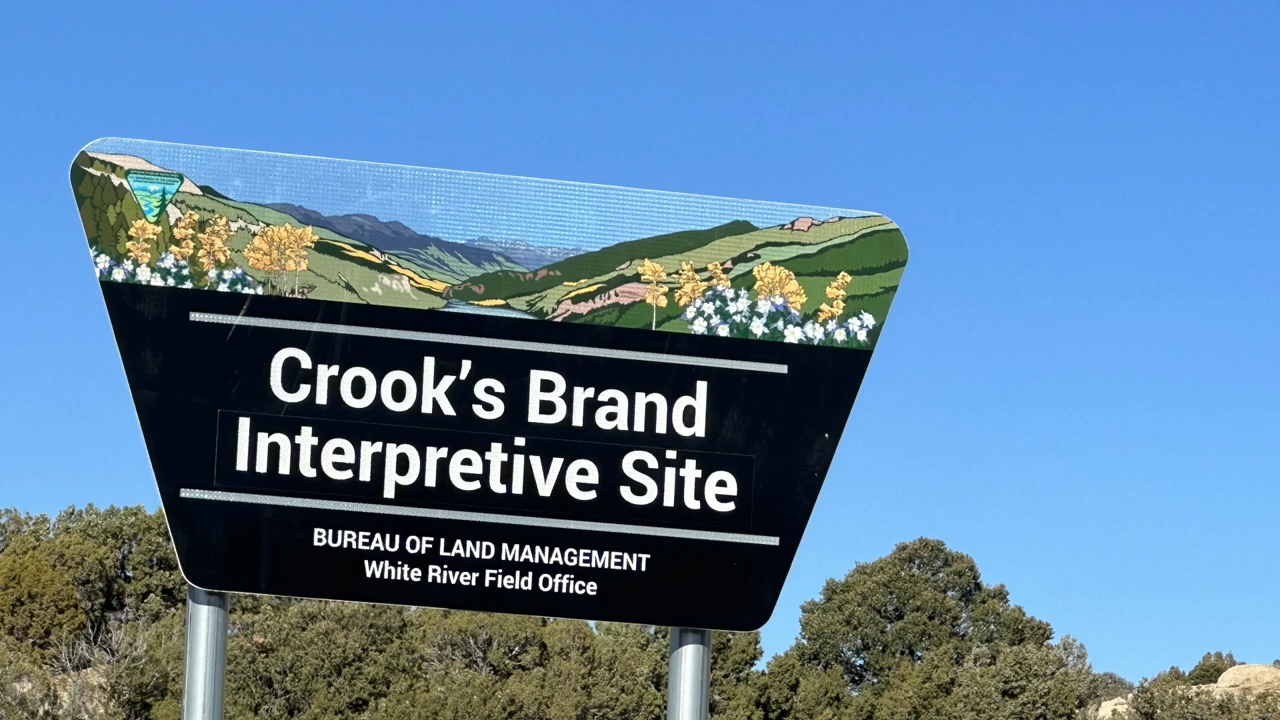 Crook's Brand
Interpretive Site
BUREAU OF LAND MANAGEMENT
White River Field Office